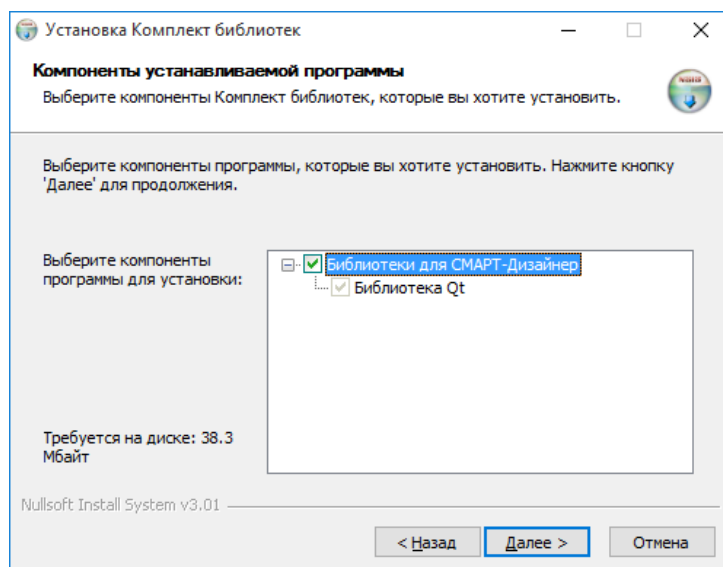 Установка Комплект библиотек
Компоненты устанавливаемой программы
Выберите компоненты Комплект библиотек, которые вы хотите установить.
Выберите компоненты программы, которые вы хотите установить. Нажмите кнопку
'Далее' для продолжения.
Выберите компоненты
программы для установки:
Библиотеки для СМАРТ-Дизайнер
Библиотека Qt
Требуется на диске: 38.3
Мбайт
Nullsoft Install System v3.01
< Назад
Далее >
Отмена